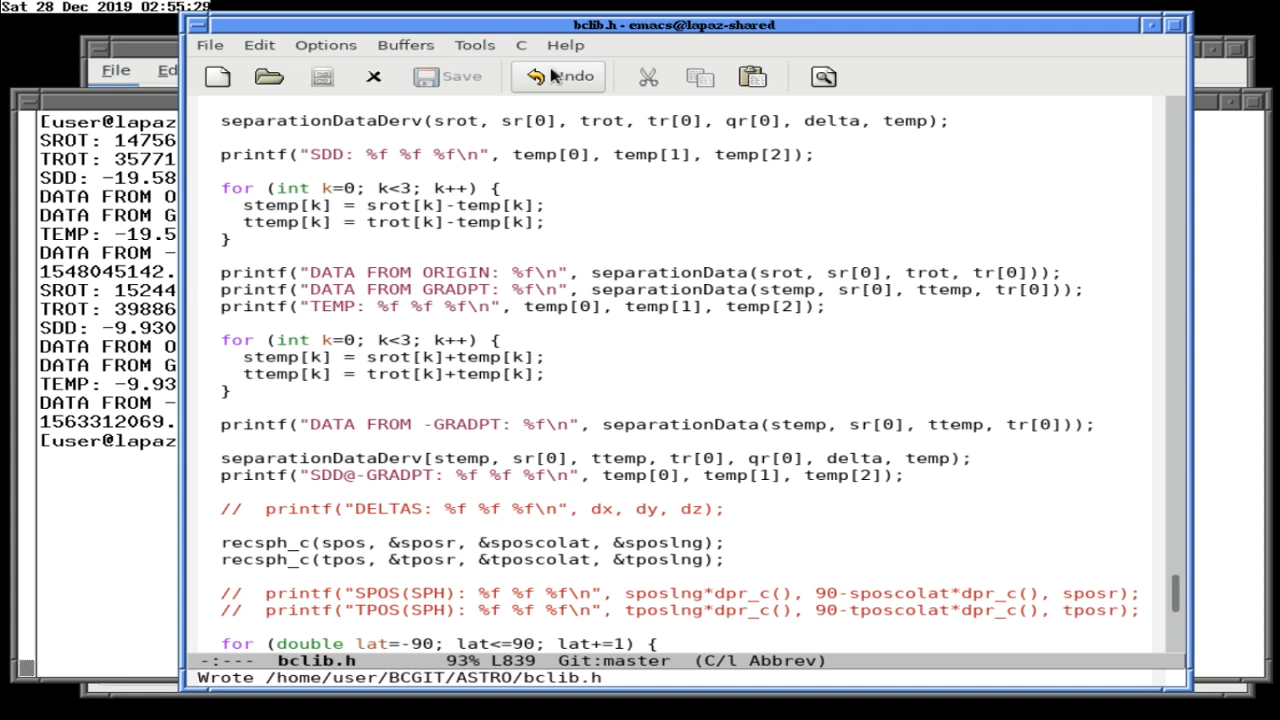 Sat 28 Dec 2019 02:55:29
bclib.h - emacs@lapaz-shared
File Edit Options Buffers Tools C Help
Save Undo
File Ed
separationDataDerv(srot, sr[0], trot, tr[0], qr[0], delta, temp);
printf("SDD: %f %f %f\n", temp[0], temp[1], temp[2]);
for (int k=0; k<3; k++) {
stemp[k] = srot[k]-temp[k];
ttemp[k] = trot[k]-temp[k];
}
printf("DATA FROM ORIGIN: %f\n", separationData(srot, sr[0], trot, tr[0]));
printf("DATA FROM GRADPT: %f\n", separationData(stemp, sr[0], ttemp, tr[0]));
printf("TEMP: %f %f %f\n", temp[0], temp[1], temp[2]);
for (int k=0; k<3; k++) {
stemp[k] = srot[k]+temp[k];
ttemp[k] = trot[k]+temp[k];
}
printf("DATA FROM -GRADPT: %f\n", separationData(stemp, sr[0], ttemp, tr[0]));
separationDataDerv[stemp, sr[0], ttemp, tr[0], qr[0], delta, temp);
printf("SDD@-GRADPT: %f %f %f\n", temp[0], temp[1], temp[2]);
//  printf("DELTAS: %f %f %f\n", dx, dy, dz);
recsph_c(spos, &sposr, &sposcolat, &sposlng);
recsph_c(tpos, &tposr, &tposcolat, &tposlng);
//  printf("SPOS(SPH): %f %f %f\n", sposlng*dpr_c(), 90-sposcolat*dpr_c(), sposr);
//  printf("TPOS(SPH): %f %f %f\n", tposlng*dpr_c(), 90-tposcolat*dpr_c(), tposr);
for (double lat=-90; lat<=90; lat+=1) {
-:--- bclib.h 93% L839 Git:master (C/l Abbrev)
Wrote /home/user/BCGIT/ASTRO/bclib.h
[user@lapaz
SROT: 14756
TROT: 35771
SDD: -19.58
DATA FROM O
DATA FROM G
TEMP: -19.5
DATA FROM -
1548045142.
SROT: 15244
TROT: 39886
SDD: -9.930
DATA FROM O
DATA FROM G
TEMP: -9.93
DATA FROM -
1563312069.
[user@lapaz